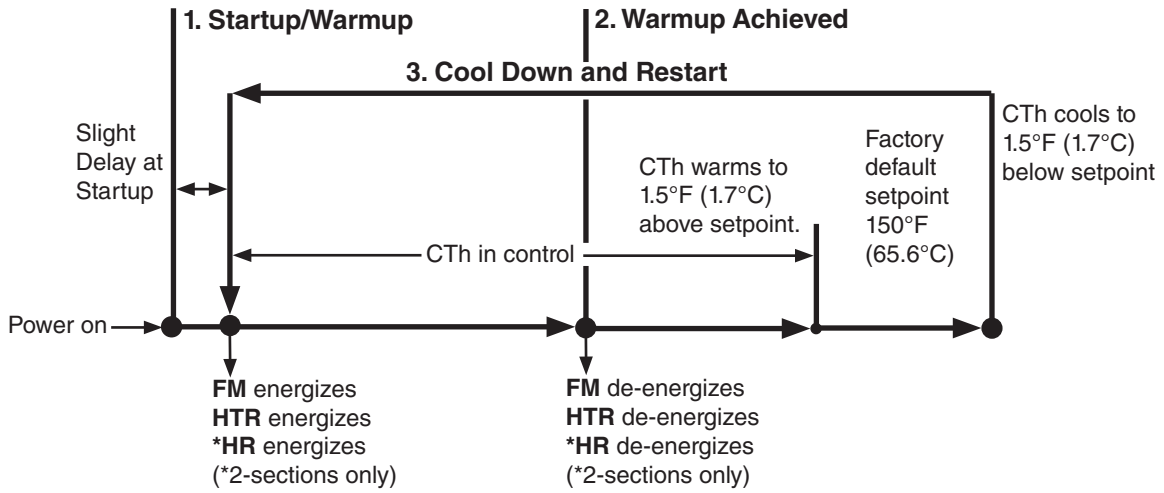 1. Startup/Warmup
2. Warmup Achieved
3. Cool Down and Restart
Slight
Delay at
Startup
CTh warms to
1.5°F (1.7°C)
above setpoint.
Factory
default
setpoint
150°F
(65.6°C)
CTh cools to
1.5°F (1.7°C)
below setpoint
CTh in control
Power on
FM energizes
HTR energizes
*HR energizes
(*2-sections only)
FM de-energizes
HTR de-energizes
*HR de-energizes
(*2-sections only)